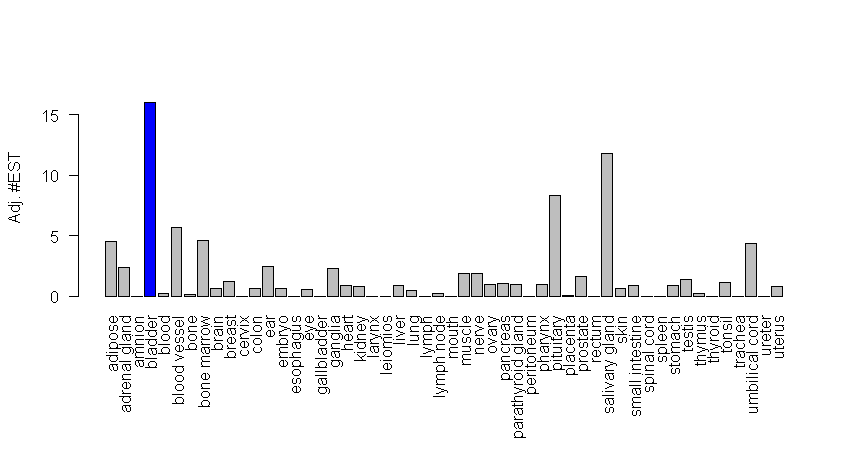 Adj. #EST
15
10
5
0
adipose
adrenal gland
amnion
bladder
blood
blood vessel
bone
bone marrow
brain
breast
cervix
colon
ear
embryo
esophagus
eye
gallbladder
ganglia
heart
kidney
larynx
leiomios
liver
lung
lymph
lymph node
mouth
muscle
nerve
ovary
pancreas
parathyroid gland
peritoneum
pharynx
pituitary
placenta
prostate
rectum
salivary gland
skin
small intestine
spinal cord
spleen
stomach
testis
thymus
thyroid
tonsil
trachea
umbilical cord
ureter
uterus